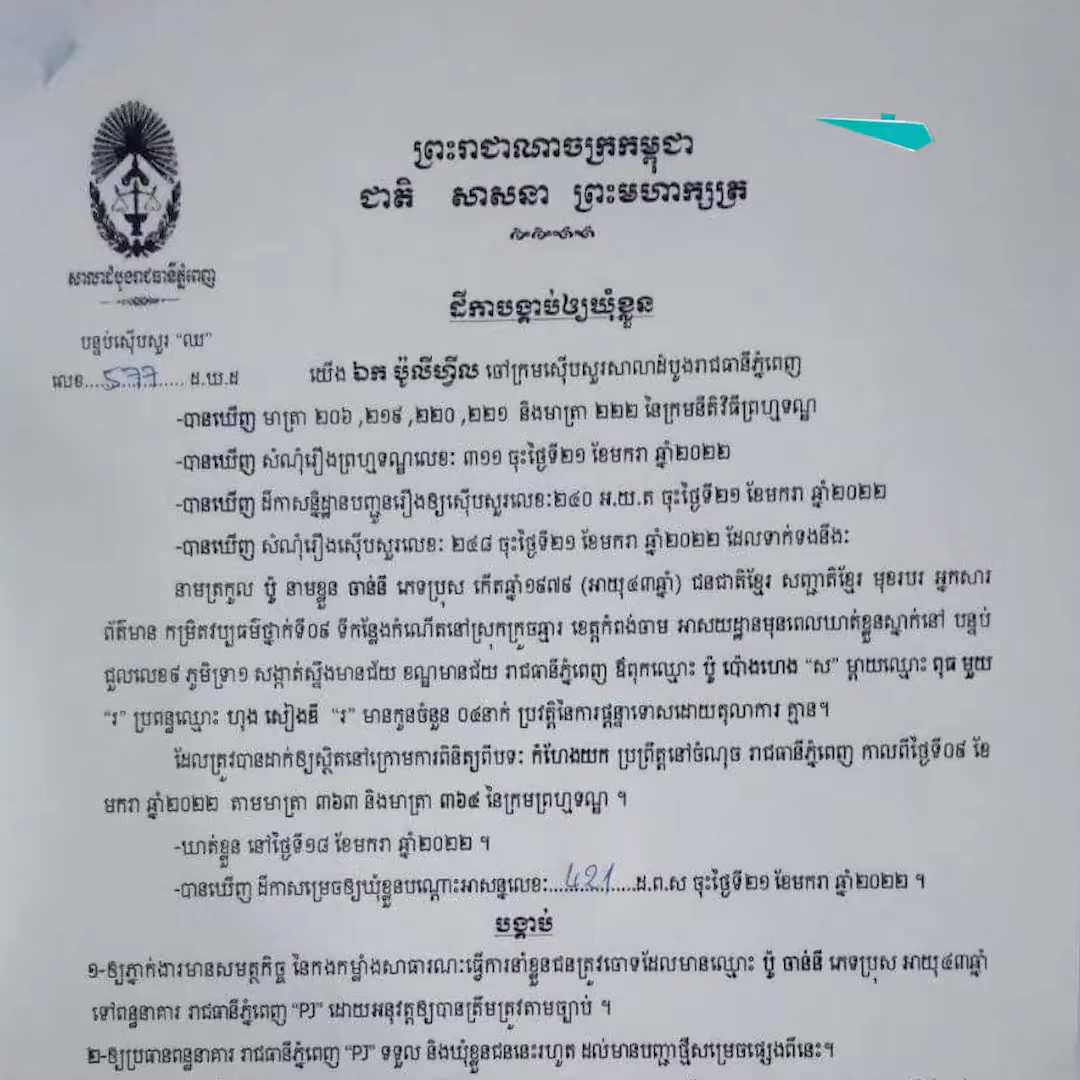 ព្រះរាជាណាចក្រកម្ពុជា
ជាតិ សាសនា ព្រះមហាក្សត្រ
សាលាដំបូងរាជធានីភ្នំពេញ
ដីកាបង្គាប់ឲ្យឃុំខ្លួន
បន្ទប់ស៊ើបសួរ “ឈ”
លេខ....577...... ដ.ឃ.ដ
យើង ឯក ប៉ូលីហ្វីល ចៅក្រមស៊ើបសួរសាលាដំបូងរាជធានីភ្នំពេញ
-បានឃើញ មាត្រា ២០៦ ,២១៩ ,២២០ ,២២១ និងមាត្រា ២២២ នៃក្រមនីតិវិធីព្រហ្មទណ្ឌ
-បានឃើញ សំណុំរឿងព្រហ្មទណ្ឌលេខៈ ៣១១ ចុះថ្ងៃទី២១ ខែមករា ឆ្នាំ២០២២
-បានឃើញ ដីកាសន្និដ្ឋានបញ្ជូនរឿងឲ្យស៊ើបសួរលេខៈ២៤០ អ.យ.ត ចុះថ្ងៃទី២១ ខែមករា ឆ្នាំ២០២២
-បានឃើញ សំណុំរឿងស៊ើបសួរលេខៈ ២៤៨ ចុះថ្ងៃទី២១ ខែមករា ឆ្នាំ២០២២ ដែលទាក់ទងនឹងៈ
នាមត្រកូល ប៉ូ នាមខ្លួន ចាន់នី ភេទប្រុស កើតឆ្នាំ១៩៧៩ (អាយុ៤៣ឆ្នាំ) ជនជាតិខ្មែរ សញ្ជាតិខ្មែរ មុខរបរ អ្នកសារ
ព័ត៌មាន កម្រិតវប្បធម៌ថ្នាក់ទី០៩ ទីកន្លែងកំណើតនៅស្រុកក្រូចឆ្មារ ខេត្តកំពង់ចាម អាសយដ្ឋានមុនពេលឃាត់ខ្លួនស្នាក់នៅ បន្ទប់
ជួលលេខ៩ ភូមិទ្រា១ សង្កាត់ស្ទឹងមានជ័យ ខណ្ឌមានជ័យ រាជធានីភ្នំពេញ ឪពុកឈ្មោះ ប៉ូ ប៉ោងហេង “ស” ម្តាយឈ្មោះ ពុធ មួយ
“រ” ប្រពន្ធឈ្មោះ ហុង សៀងឌី “រ” មានកូនចំនួន ០៤នាក់ ប្រវត្តិនៃការផ្តន្ទាទោសដោយតុលាការ គ្មាន។
ដែលត្រូវបានដាក់ឲ្យស្ថិតនៅក្រោមការពិនិត្យពីបទៈ កំហែងយក ប្រព្រឹត្តនៅចំណុច រាជធានីភ្នំពេញ កាលពីថ្ងៃទី០៩ ខែ
មករា ឆ្នាំ២០២២ តាមមាត្រា ៣៦៣ និងមាត្រា ៣៦៤ នៃក្រមព្រហ្មទណ្ឌ ។
-ឃាត់ខ្លួន នៅថ្ងៃទី១៨ ខែមករា ឆ្នាំ២០២២ ។
-បានឃើញ ដីកាសម្រេចឲ្យឃុំខ្លួនបណ្តោះអាសន្នលេខៈ....421....ដ.ព.ស ចុះថ្ងៃទី២១ ខែមករា ឆ្នាំ២០២២ ។
បង្គាប់
១-ឲ្យភ្នាក់ងារមានសមត្ថកិច្ច នៃកងកម្លាំងសាធារណៈធ្វើការនាំខ្លួនជនត្រូវចោទដែលមានឈ្មោះ ប៉ូ ចាន់នី ភេទប្រុស អាយុ៤៣ឆ្នាំ
ទៅពន្ធនាគារ រាជធានីភ្នំពេញ “PJ” ដោយអនុវត្តឲ្យបានត្រឹមត្រូវតាមច្បាប់ ។
២-ឲ្យប្រធានពន្ធនាគារ រាជធានីភ្នំពេញ “PJ” ទទួល និងឃុំខ្លួនជននេះរហូត ដល់មានបញ្ជាថ្មីសម្រេចផ្សេងពីនេះ។